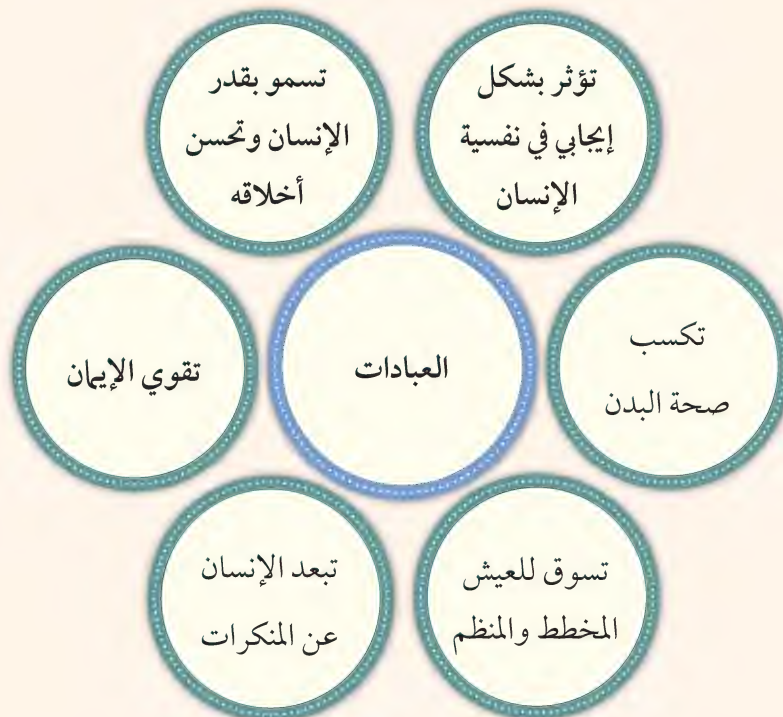 تؤثر بشكل
إيجابي في نفسية
الإنسان
تسمو بقدر
الإنسان وتحسن
أخلاقه
تكسب
صحة البدن
العبادات
تقوي الإيمان
تسوق للعيش
المخطط والمنظم
تبعد الإنسان
عن المنكرات